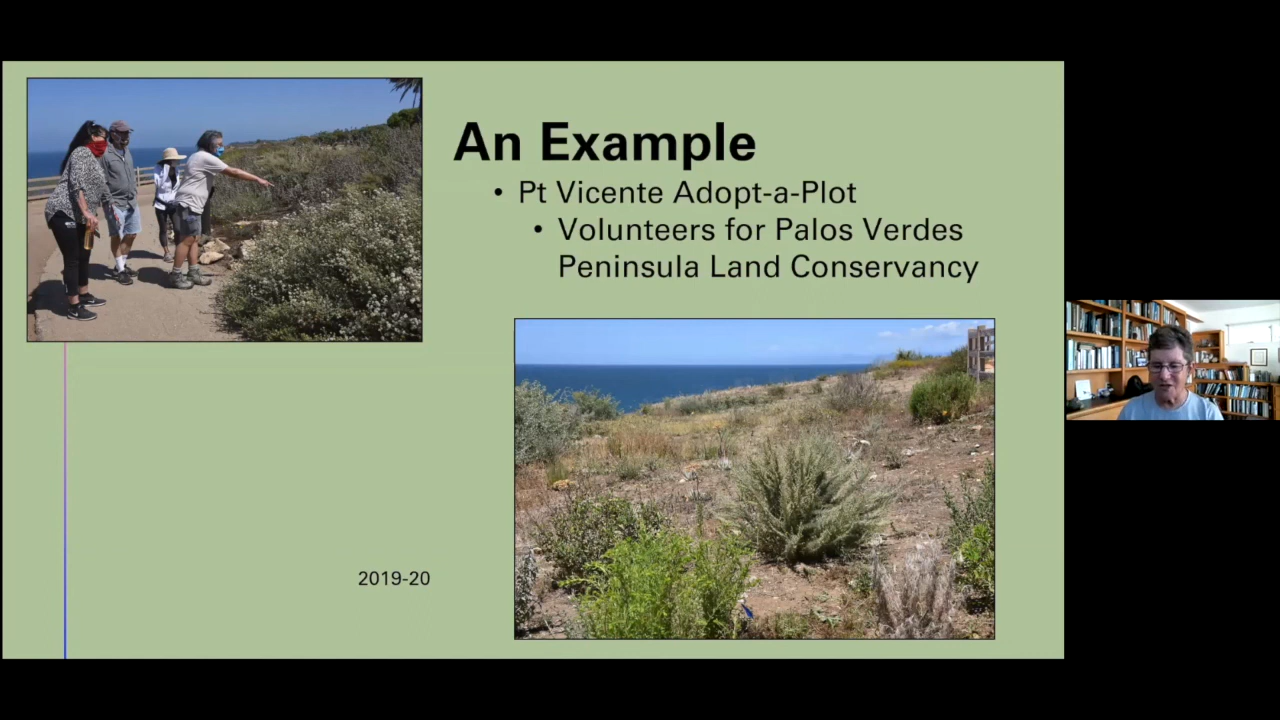 An Example
• Pt Vicente Adopt-a-Plot
• Volunteers for Palos Verdes
Peninsula Land Conservancy
2019-20